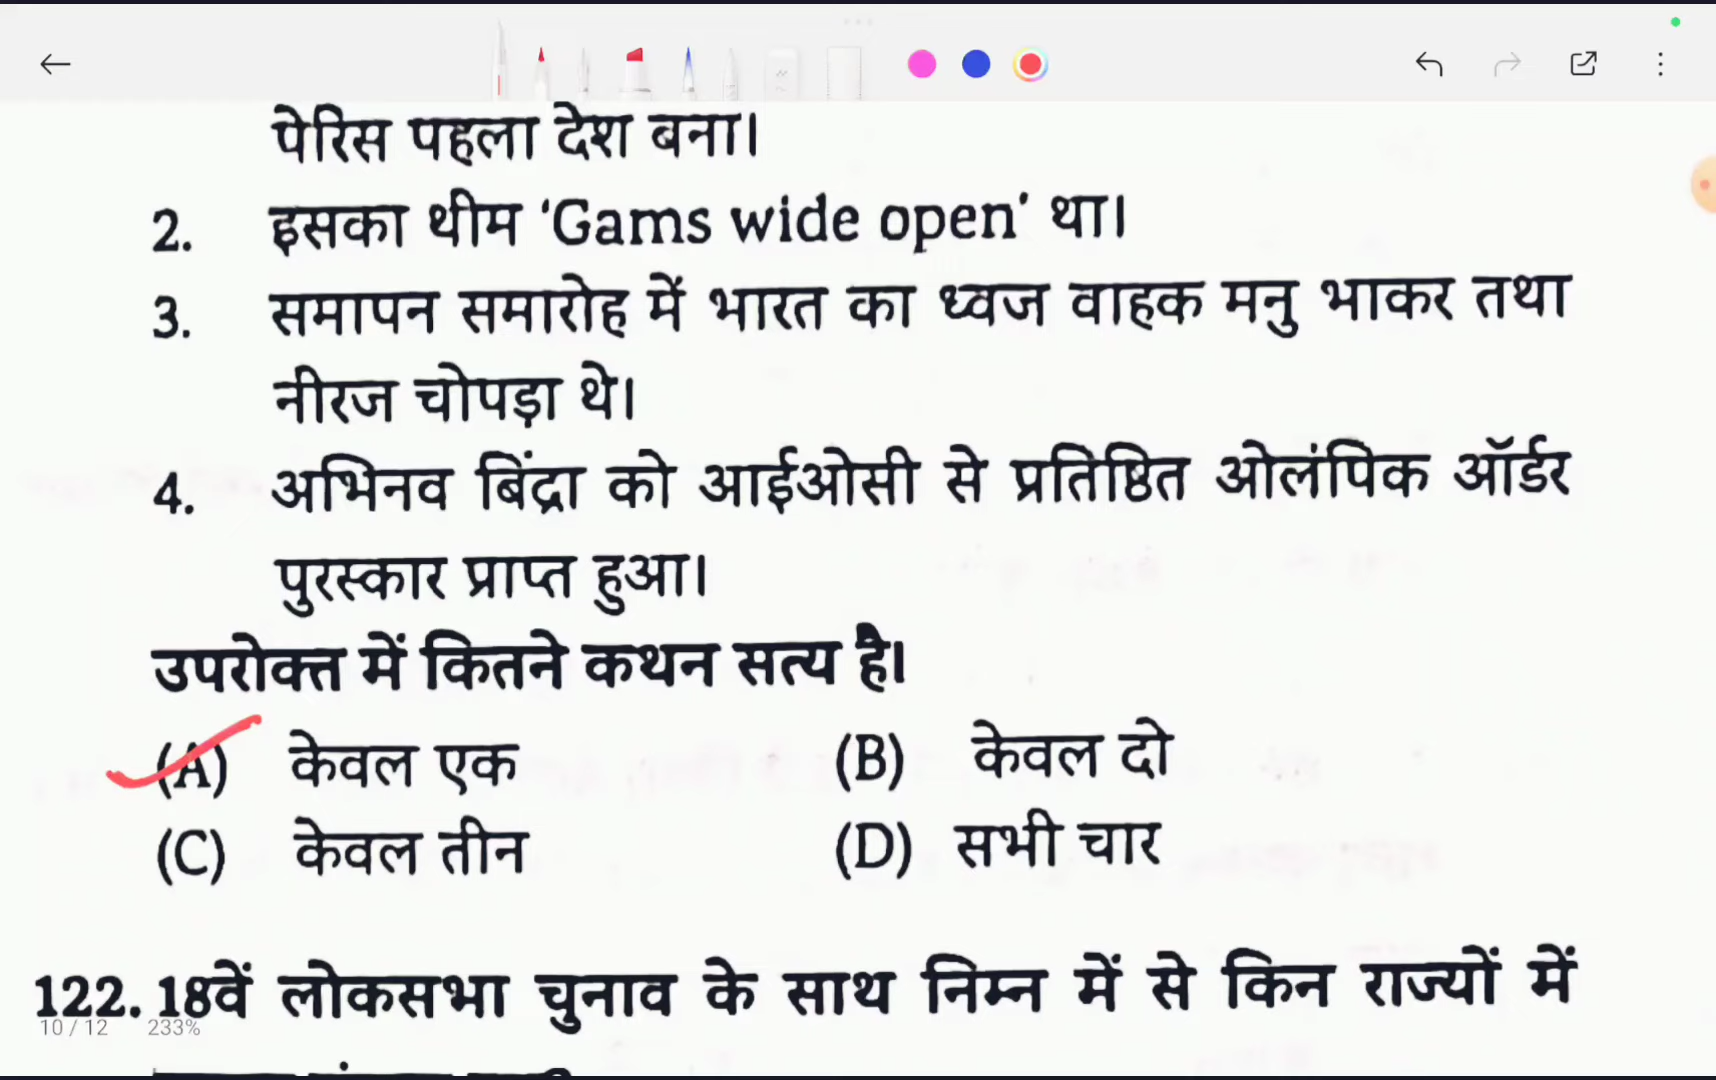 पेरिस पहला देश बना।
2. इसका थीम ‘Gams wide open’ था।
3. समापन समारोह में भारत का ध्वज वाहक मनु भाकर तथा
नीरज चोपड़ा थे।
4. अभिनव बिंद्रा को आईओसी से प्रतिष्ठित ओलंपिक ऑर्डर
पुरस्कार प्राप्त हुआ।
उपरोक्त में कितने कथन सत्य है।
(A) केवल एक (B) केवल दो
(C) केवल तीन (D) सभी चार
122. 18वें लोकसभा चुनाव के साथ निम्न में से किन राज्यों में
10 / 12 233%